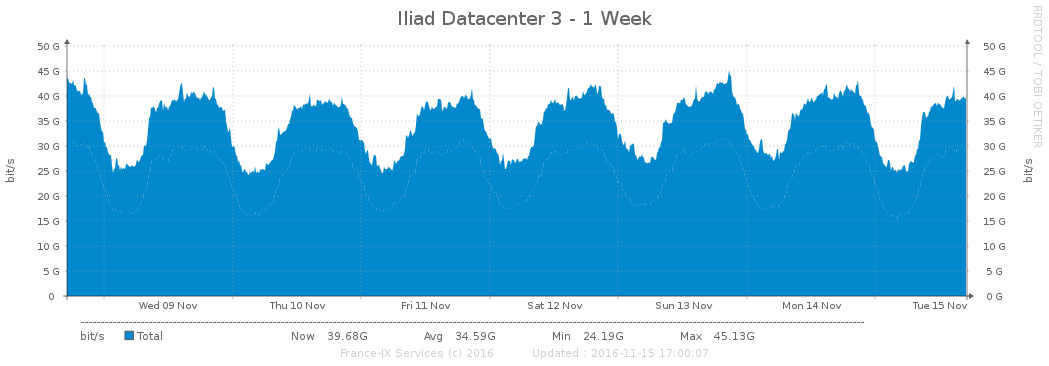 Iliad Datacenter 3 - 1 Week
RRDTOOL / TOBI OETIKER
bit/s
50 G
45 G
40 G
35 G
30 G
25 G
20 G
15 G
10 G
5 G
0
50 G
45 G
40 G
35 G
30 G
25 G
20 G
15 G
10 G
5 G
0 G
bit/s
Wed 09 Nov Thu 10 Nov Fri 11 Nov Sat 12 Nov Sun 13 Nov Mon 14 Nov Tue 15 Nov
bit/s Total Now 39.68G Avg 34.59G Min 24.19G Max 45.13G
France-IX Services (c) 2016 Updated : 2016-11-15 17:00:07